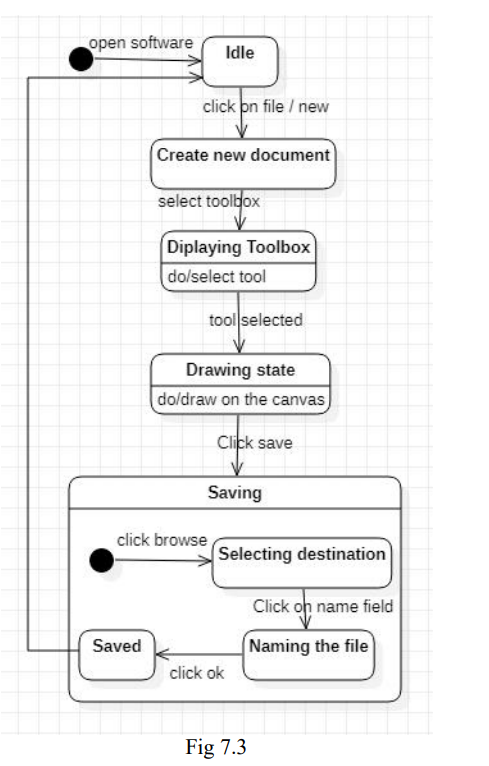 open software
Idle
click on file / new
Create new document
select toolbox
Diplaying Toolbox
do/select tool
tool selected
Drawing state
do/draw on the canvas
Click save
Saving
click browse
Selecting destination
Click on name field
Saved
Naming the file
click ok
Fig 7.3